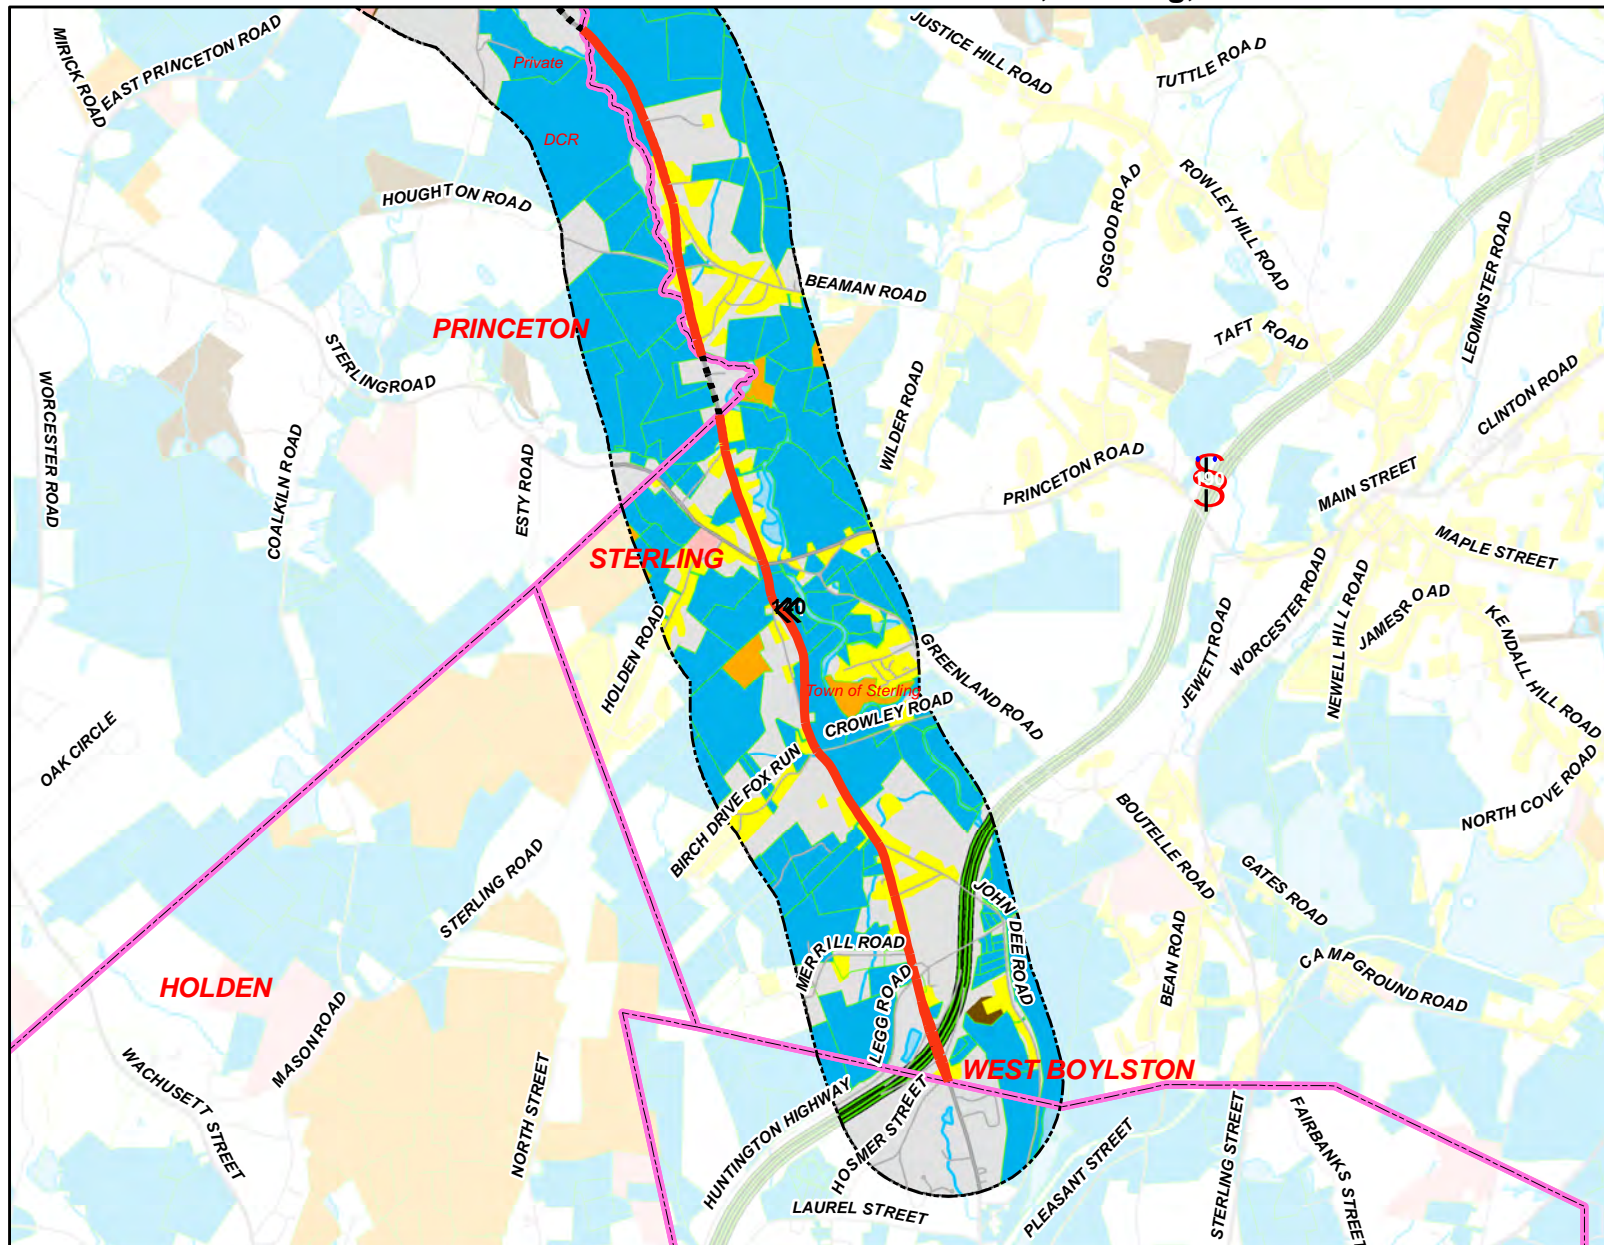 MIRICK ROAD
EAST PRINCETON ROAD
Private
JUSTICE HILL ROAD
TUTTLE ROAD
DCR
HOUGHTON ROAD
OSGOOD ROAD
ROWLEY HILL ROAD
LEOMINSTER ROAD
BEAMAN ROAD
PRINCETON
STERLINGROAD
TAFT ROAD
WORCESTER ROAD
WILDER ROAD
CLINTON ROAD
COALKILN ROAD
ESTY ROAD
PRINCETON ROAD
MAIN STREET
STERLING
MAPLE STREET
140
HOLDEN ROAD
GREENLAND ROAD
JEWETT ROAD
WORCESTER ROAD
NEWELL HILL ROAD
JAMES ROAD
KENDALL HILL ROAD
Town of Sterling
CROWLEY ROAD
OAK CIRCLE
BIRCH DRIVE FOX RUN
NORTH COVE ROAD
BOUTELLE ROAD
STERLING ROAD
GATES ROAD
JOHN DEE ROAD
MERRILL ROAD
BEAN ROAD
CAMPGROUND ROAD
HOLDEN
LEGG ROAD
MASON ROAD
WEST BOYLSTON
WACHUSETT STREET
NORTH STREET
HUNTINGTON HIGHWAY
HOSMER STREET
LAUREL STREET
PLEASANT STREET
STERLING STREET
FAIRBANKS STREET